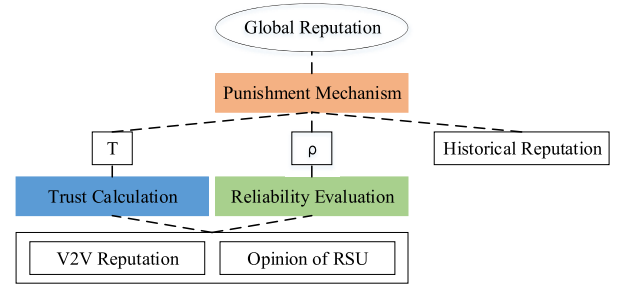 Global Reputation
Punishment Mechanism
T
ρ
Historical Reputation
Trust Calculation
Reliability Evaluation
V2V Reputation
Opinion of RSU